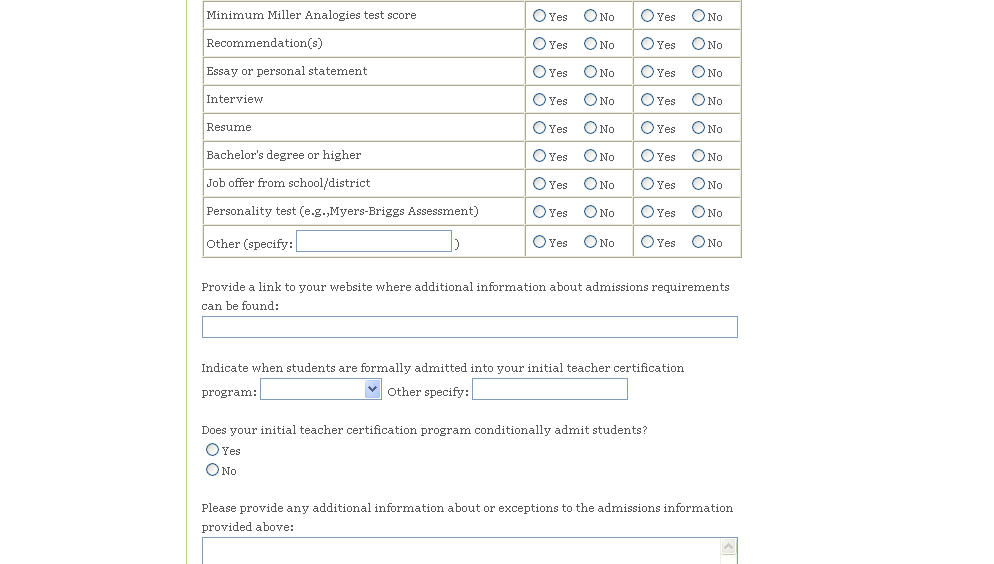 Minimum Miller Analogies test score Yes No Yes No
Recommendation(s) Yes No Yes No
Essay or personal statement Yes No Yes No
Interview Yes No Yes No
Resume Yes No Yes No
Bachelor's degree or higher Yes No Yes No
Job offer from school/district Yes No Yes No
Personality test (e.g.,Myers-Briggs Assessment) Yes No Yes No
Other (specify: ) Yes No Yes No
Provide a link to your website where additional information about admissions requirements
can be found:
Indicate when students are formally admitted into your initial teacher certification
program: Other specify:
Does your initial teacher certification program conditionally admit students?
Yes
No
Please provide any additional information about or exceptions to the admissions information
provided above: